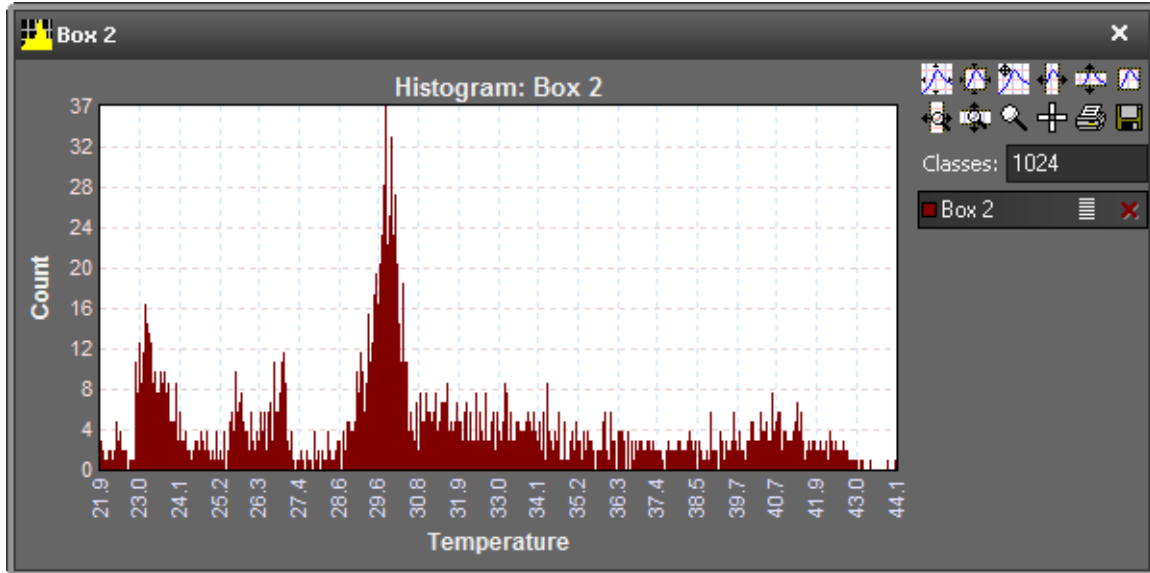 Box 2
Histogram: Box 2
37
32
28
24
20
16
12
8
4
0
Count
21.9 23.0 24.1 25.2 26.3 27.4 28.6 29.6 30.8 31.9 33.0 34.1 35.2 36.3 37.4 38.5 39.7 40.7 41.9 43.0 44.1
Temperature
Classes: 1024
Box 2